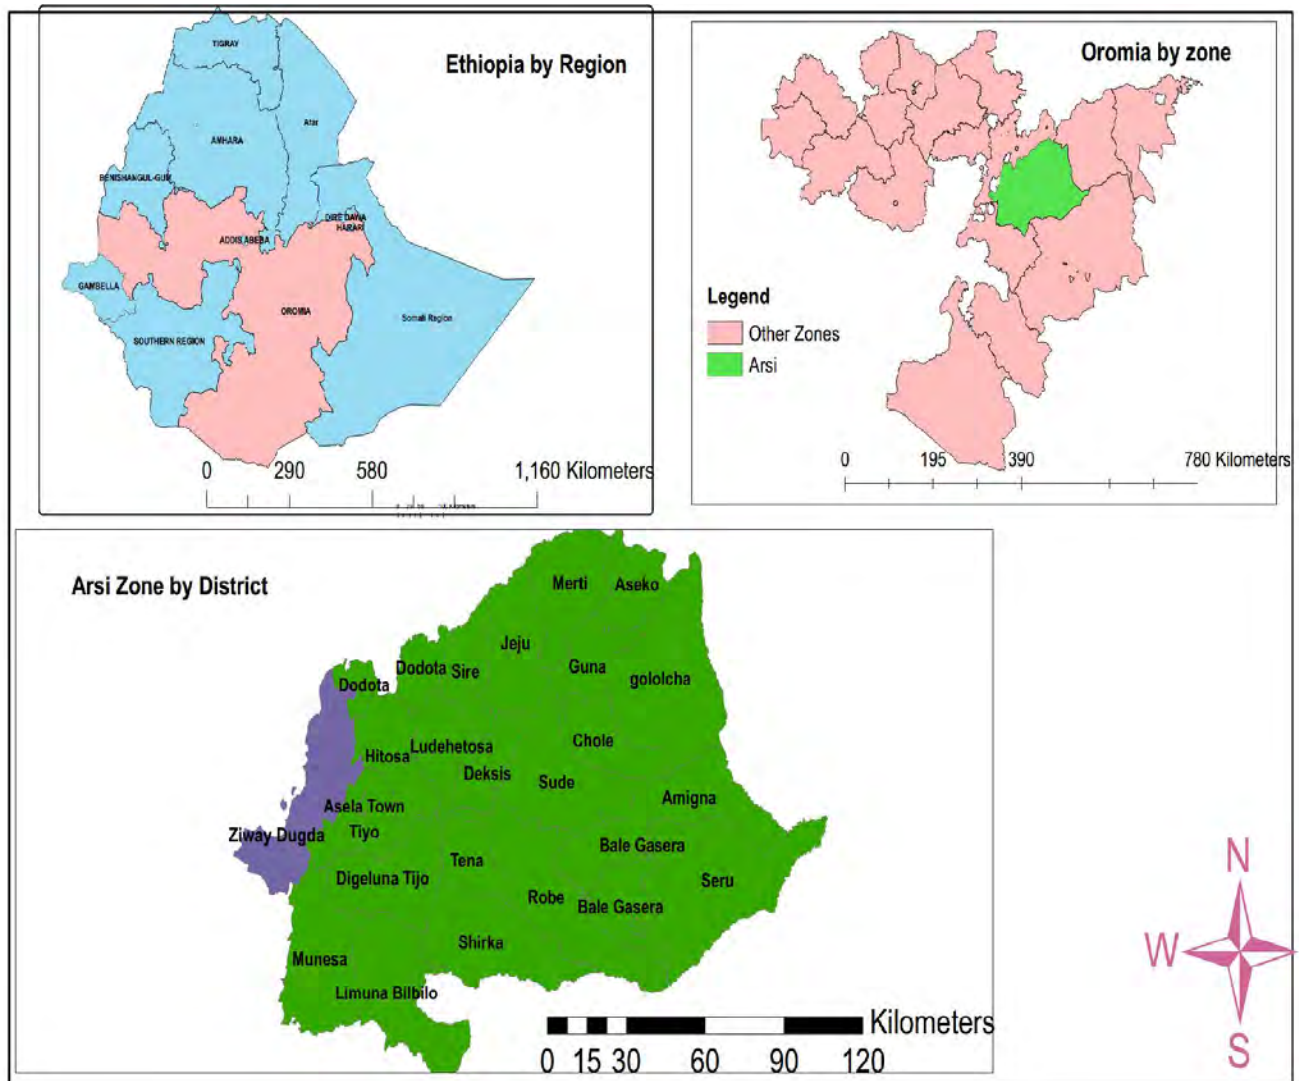 Ethiopia by Region
TIGRAY
Afar
AMHARA
BENISHANGUL-GUM
DIRE DAWA
HARARI
ADDIS ABEBA
GAMBELLA
OROMIA
Somali Region
SOUTHERN REGION
0 290 580 1,160 Kilometers
Oromia by zone
Legend
Other Zones
Arsi
0 195 390 780 Kilometers
Arsi Zone by District
Merti Aseko
Jeju
Dodota Sire Guna
gololcha
Dodota
Hitosa Ludehetosa Chole
Deksis Sude
Amigna
Asela Town
Ziway Dugda Tiyo
Bale Gasera
Tena
Digeluna Tijo Seru
Robe Bale Gasera
Shirka
Munesa
Limuna Bilbilo
Kilometers
0 15 30 60 90 120
N
W
S